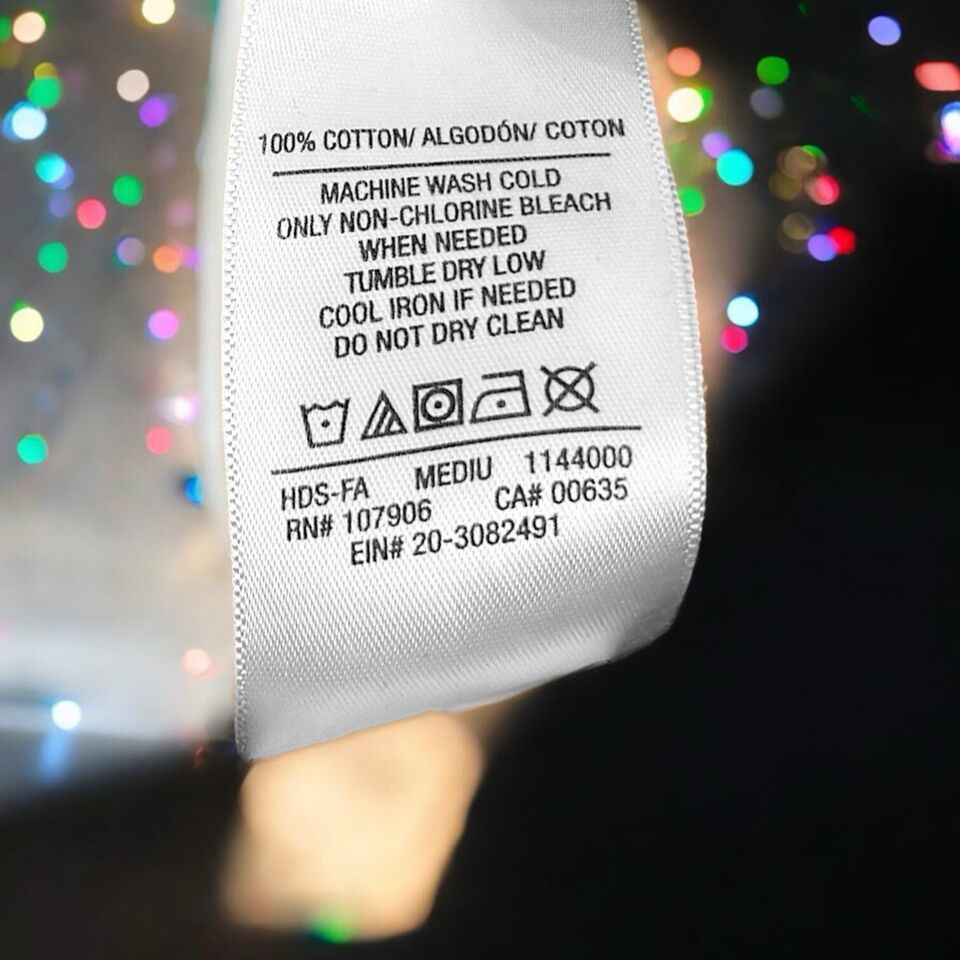 100% COTTON/ ALGODÓN/ COTON
MACHINE WASH COLD
ONLY NON-CHLORINE BLEACH
WHEN NEEDED
TUMBLE DRY LOW
COOL IRON IF NEEDED
DO NOT DRY CLEAN
HDS-FA MEDIU 1144000
RN# 107906 CA# 00635
EIN# 20-3082491